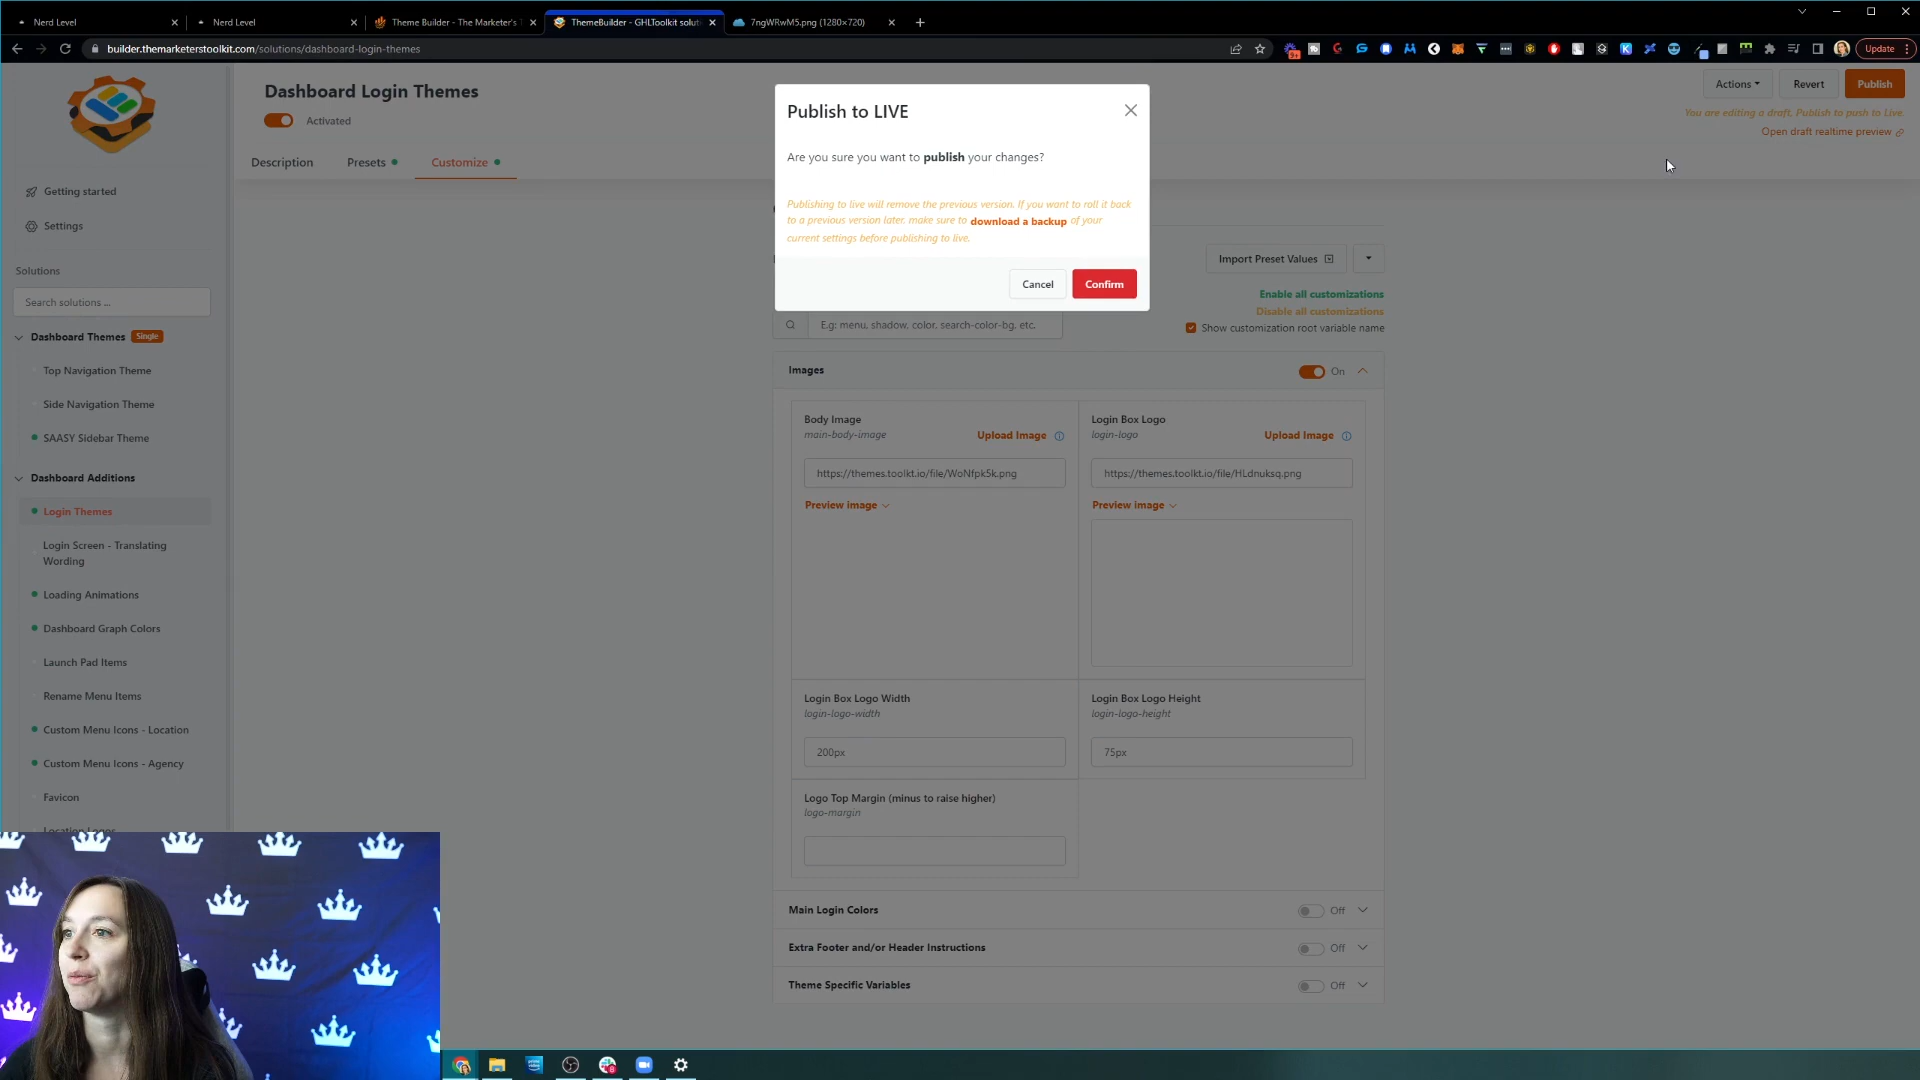 Nerd Level
Nerd Level
Theme Builder - The Marketer's T
ThemeBuilder - GHLToolkit soluti
7ngWRwM5.png (1280×720)
builder.themarketerstoolkit.com/solutions/dashboard-login-themes
Update
Dashboard Login Themes
Activated
Description
Presets
Customize
Actions
Revert
Publish
You are editing a draft, Publish to push to Live.
Open draft realtime preview
Publish to LIVE
Are you sure you want to publish your changes?
Publishing to live will remove the previous version. If you want to roll it back
to a previous version later, make sure to download a backup of your
current settings before publishing to live.
Cancel
Confirm
Getting started
Settings
Solutions
Search solutions ...
Dashboard Themes Single
Top Navigation Theme
Side Navigation Theme
SAASY Sidebar Theme
Dashboard Additions
Login Themes
Login Screen - Translating
Wording
Loading Animations
Dashboard Graph Colors
Launch Pad Items
Rename Menu Items
Custom Menu Icons - Location
Custom Menu Icons - Agency
Favicon
Location Logos
Import Preset Values
Enable all customizations
Disable all customizations
Show customization root variable name
E.g: menu, shadow, color, search-color-bg, etc.
Images
On
Body Image
main-body-image
Upload Image
https://themes.toolkt.io/file/WoNfpk5k.png
Preview image
Login Box Logo
login-logo
Upload Image
https://themes.toolkt.io/file/HLdnuksq.png
Preview image
Login Box Logo Width
login-logo-width
200px
Login Box Logo Height
login-logo-height
75px
Logo Top Margin (minus to raise higher)
logo-margin
Main Login Colors
Off
Extra Footer and/or Header Instructions
Off
Theme Specific Variables
Off